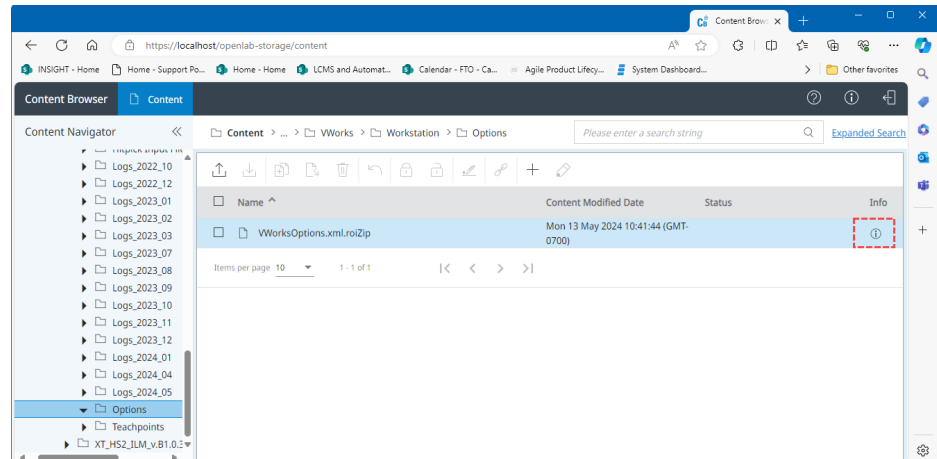 Content Brows
https://localhost/openlab-storage/content
INSIGHT - Home
Home - Support Po...
Home - Home
LCMS and Automat...
Calendar - FTO - Ca...
Agile Product Lifecy...
System Dashboard...
Other favorites
Content Browser
Content
Content Navigator
Content > ... > VWorks > Workstation > Options
Please enter a search string
Expanded Search
Logs_2022_10
Logs_2022_12
Logs_2023_01
Logs_2023_02
Logs_2023_03
Logs_2023_07
Logs_2023_08
Logs_2023_09
Logs_2023_10
Logs_2023_11
Logs_2023_12
Logs_2024_01
Logs_2024_04
Logs_2024_05
Options
Teachpoints
XT_HS2_ILM_v.B1.0.3
Name
Content Modified Date
Status
Info
VWorksOptions.xml.roiZip
Mon 13 May 2024 10:41:44 (GMT-
0700)
Items per page 10
1 - 1 of 1